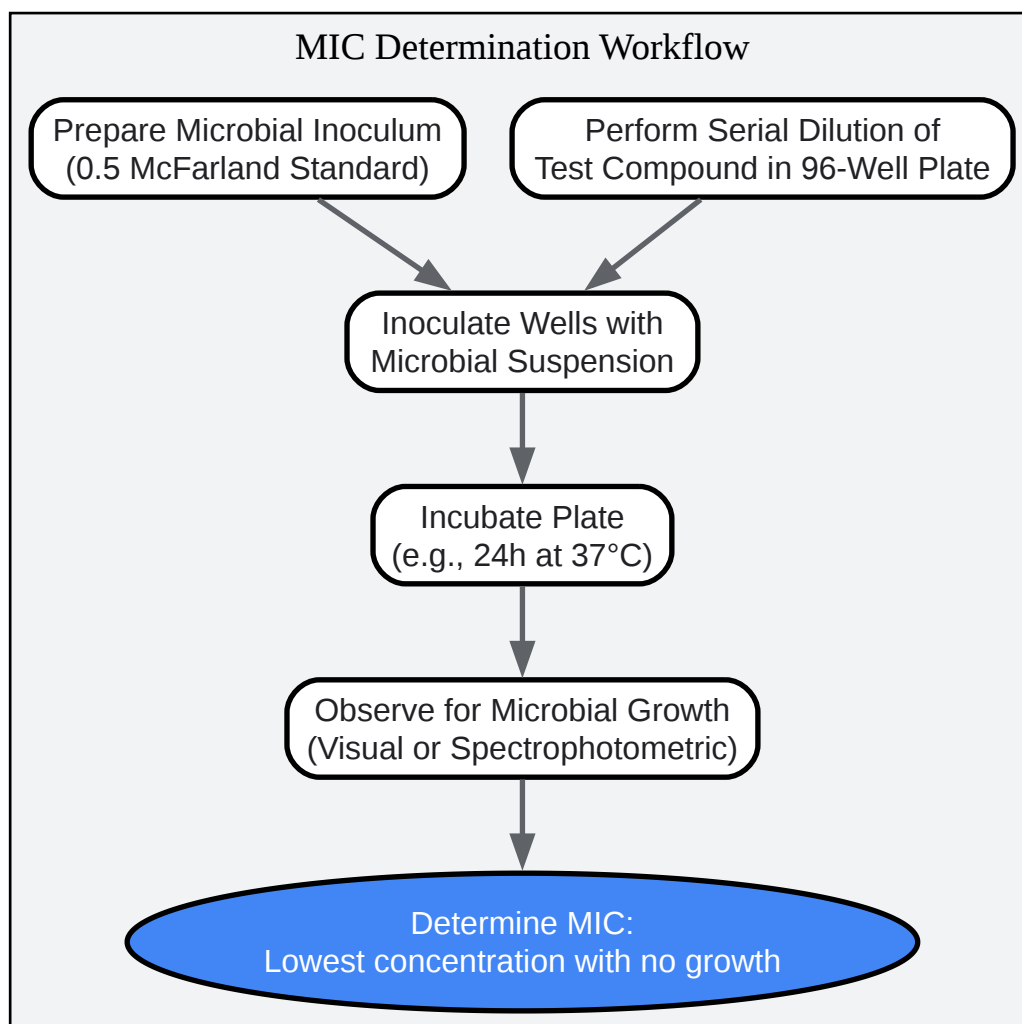 MIC Determination Workflow
Prepare Microbial Inoculum
(0.5 McFarland Standard)
Perform Serial Dilution of
Test Compound in 96-Well Plate
Inoculate Wells with
Microbial Suspension
Incubate Plate
(e.g., 24h at 37°C)
Observe for Microbial Growth
(Visual or Spectrophotometric)
Determine MIC:
Lowest concentration with no growth